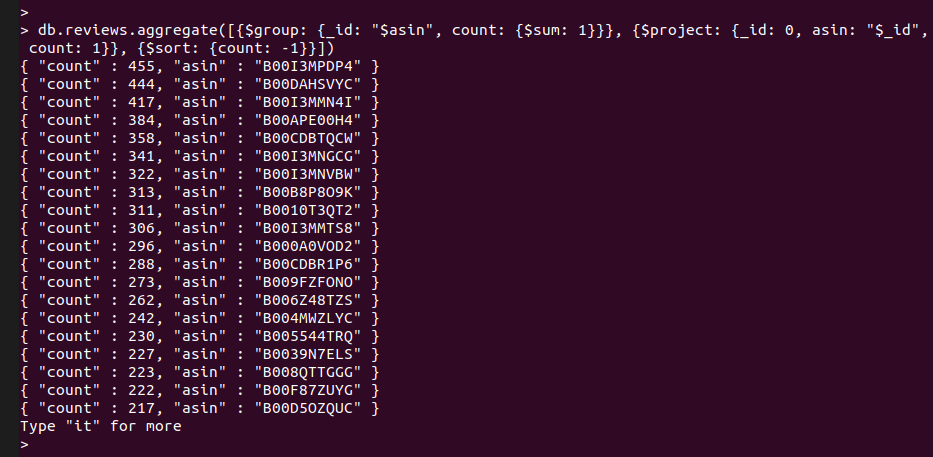 >
> db.reviews.aggregate([{$group: {_id: "$asin", count: {$sum: 1}}}, {$project: {_id: 0, asin: "$_id",
count: 1}}, {$sort: {count: -1}}])
{ "count" : 455, "asin" : "B00I3MPDP4" }
{ "count" : 444, "asin" : "B00DAHSVYC" }
{ "count" : 417, "asin" : "B00I3MMN4I" }
{ "count" : 384, "asin" : "B00APE00H4" }
{ "count" : 358, "asin" : "B00CDBTQCW" }
{ "count" : 341, "asin" : "B00I3MNGCG" }
{ "count" : 322, "asin" : "B00I3MNVBW" }
{ "count" : 313, "asin" : "B00B8P8O9K" }
{ "count" : 311, "asin" : "B0010T3QT2" }
{ "count" : 306, "asin" : "B00I3MMTS8" }
{ "count" : 296, "asin" : "B000A0VOD2" }
{ "count" : 288, "asin" : "B00CDBR1P6" }
{ "count" : 273, "asin" : "B009FZFONO" }
{ "count" : 262, "asin" : "B006Z48TZS" }
{ "count" : 242, "asin" : "B004MWZLYC" }
{ "count" : 230, "asin" : "B005544TRQ" }
{ "count" : 227, "asin" : "B0039N7ELS" }
{ "count" : 223, "asin" : "B008QTTGGG" }
{ "count" : 222, "asin" : "B00F87ZUYG" }
{ "count" : 217, "asin" : "B00D5OZQUC" }
Type "it" for more
>